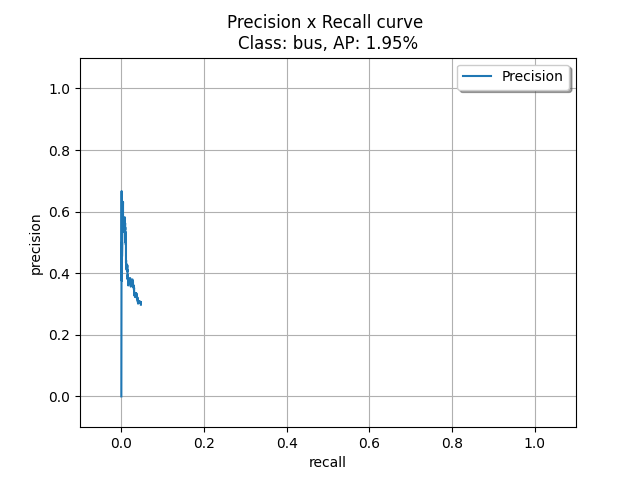 Precision x Recall curve
Class: bus, AP: 1.95%
Precision
1.0
0.8
0.6
0.4
0.2
0.0
precision
0.0 0.2 0.4 0.6 0.8 1.0
recall